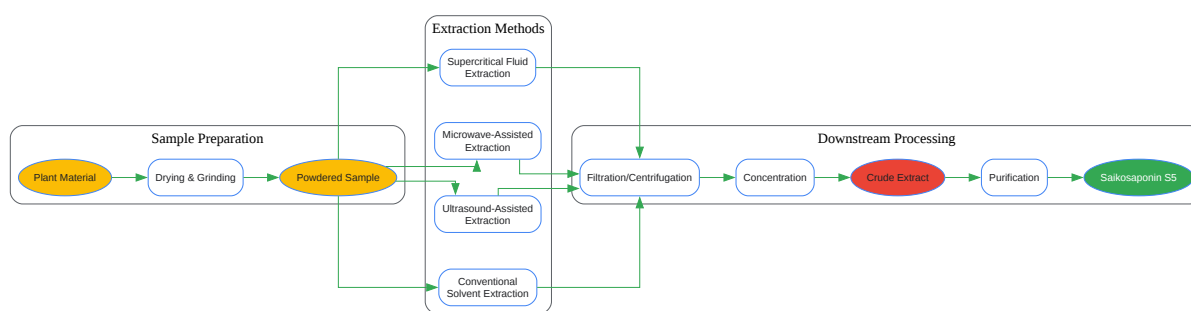 Extraction Methods
Supercritical Fluid
Extraction
Sample Preparation
Plant Material
Drying & Grinding
Powdered Sample
Microwave-Assisted
Extraction
Ultrasound-Assisted
Extraction
Conventional
Solvent Extraction
Downstream Processing
Filtration/Centrifugation
Concentration
Crude Extract
Purification
Saikosaponin S5